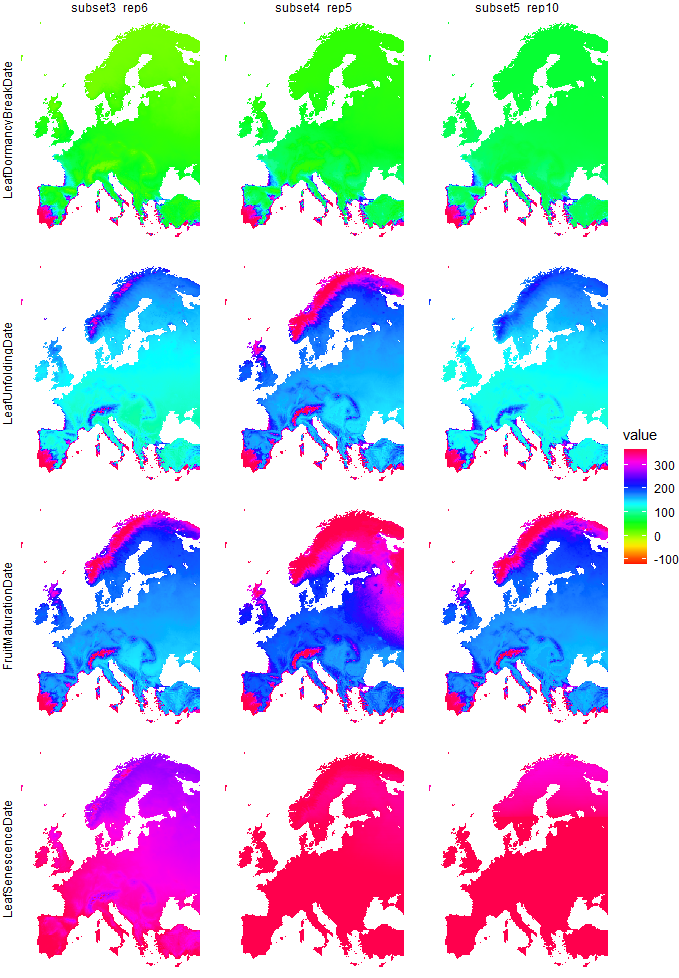 subset3_rep6
subset4_rep5
subset5_rep10
LeafDormancyBreakDate
LeafUnfoldingDate
FruitMaturationDate
LeafSenescenceDate
value
300
200
100
0
-100